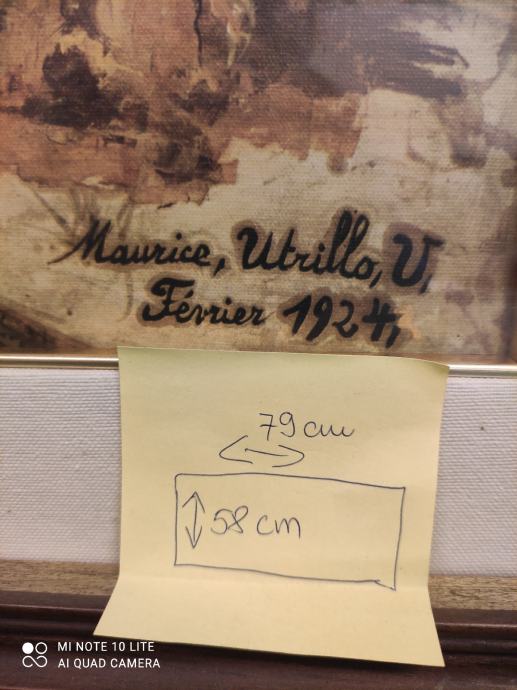 Maurice, Utrillo, V,
Février 1924,
79 cm
58 cm
MI NOTE 10 LITE
AI QUAD CAMERA